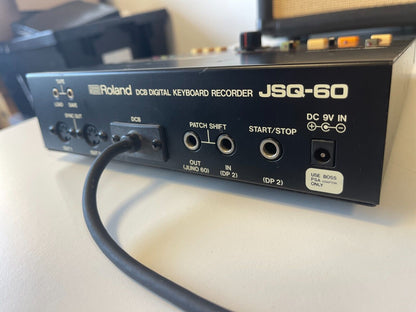 TAPE
LOAD SAVE
Roland DCB DIGITAL KEYBOARD RECORDER JSQ-60
SYNC OUT
DCB
PATCH SHIFT
OUT
(JUNO 60)
IN
(DP 2)
START/STOP
(DP 2)
DC 9V IN
USE BOSS
PSA
ONLY